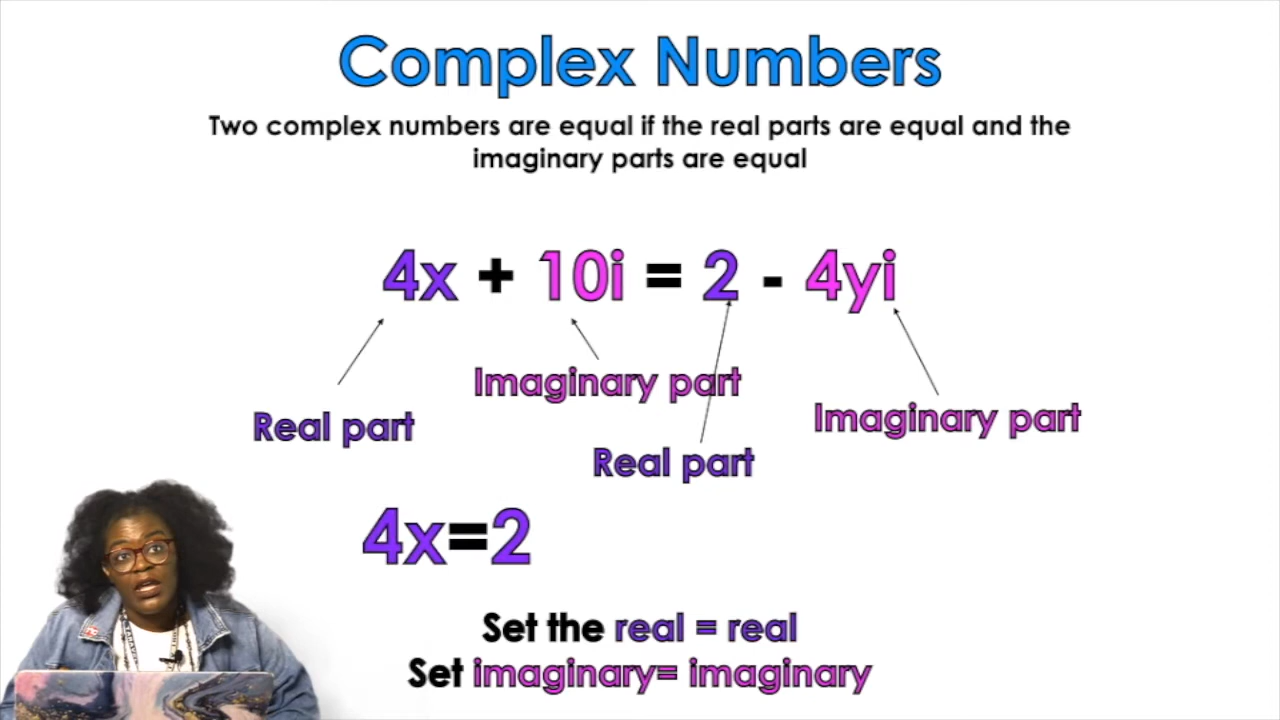 Complex Numbers
Two complex numbers are equal if the real parts are equal and the
imaginary parts are equal
4x + 10i = 2 - 4yi
Imaginary part
Imaginary part
Real part
Real part
4x=2
Set the real = real
Set imaginary= imaginary